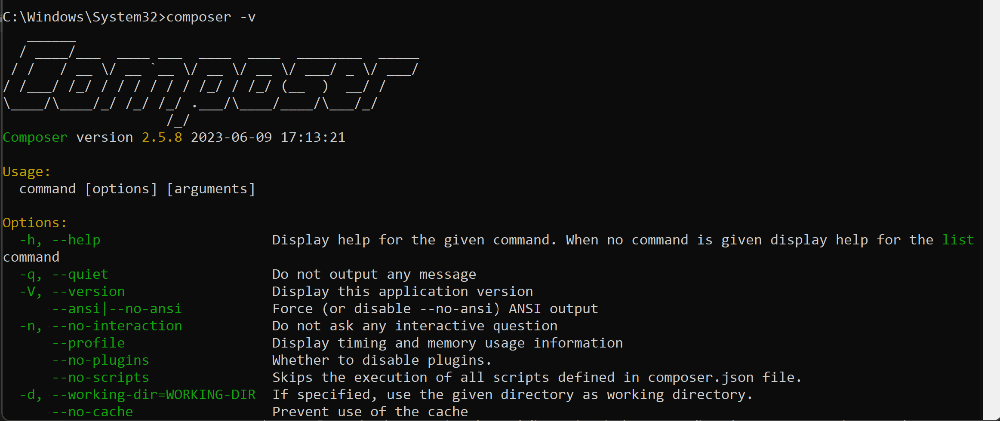 C:\Windows\System32>composer -v
   ______
  / ____/___  ____ ___  ____  ____  ________  _____
 / /   / __ \/ __ `__ \/ __ \/ __ \/ ___/ _ \/ ___/
/ /___/ /_/ / / / / / / /_/ / /_/ (__  )  __/ /
\____/\____/_/ /_/ /_/ .___/\____/____/\___/_/
                    /_/
Composer version 2.5.8 2023-06-09 17:13:21
Usage:
  command [options] [arguments]
Options:
  -h, --help                     Display help for the given command. When no command is given display help for the list
command
  -q, --quiet                    Do not output any message
  -V, --version                  Display this application version
      --ansi|--no-ansi           Force (or disable --no-ansi) ANSI output
  -n, --no-interaction           Do not ask any interactive question
      --profile                  Display timing and memory usage information
      --no-plugins               Whether to disable plugins.
      --no-scripts               Skips the execution of all scripts defined in composer.json file.
  -d, --working-dir=WORKING-DIR  If specified, use the given directory as working directory.
      --no-cache                 Prevent use of the cache